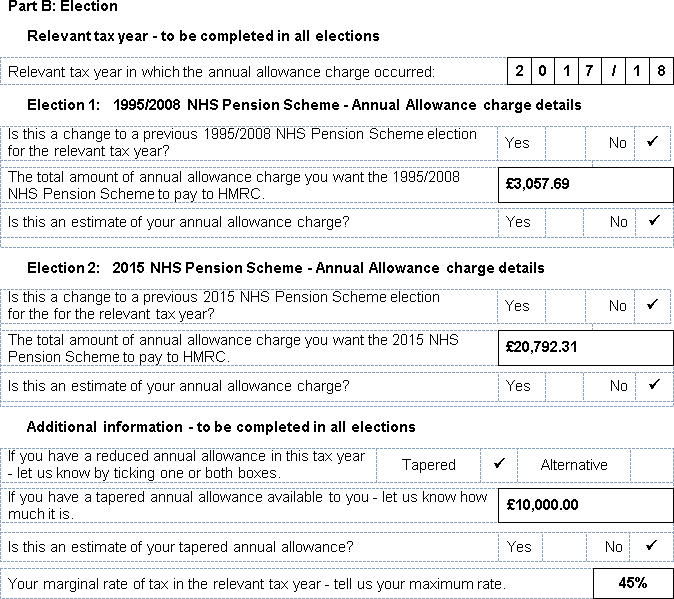 Part B: Election
Relevant tax year - to be completed in all elections
Relevant tax year in which the annual allowance charge occurred: 2 0 1 7 / 1 8
Election 1: 1995/2008 NHS Pension Scheme - Annual Allowance charge details
Is this a change to a previous 1995/2008 NHS Pension Scheme election
for the relevant tax year? Yes No ✓
The total amount of annual allowance charge you want the 1995/2008
NHS Pension Scheme to pay to HMRC. £3,057.69
Is this an estimate of your annual allowance charge? Yes No ✓
Election 2: 2015 NHS Pension Scheme - Annual Allowance charge details
Is this a change to a previous 2015 NHS Pension Scheme election
for the for the relevant tax year? Yes No ✓
The total amount of annual allowance charge you want the 2015 NHS
Pension Scheme to pay to HMRC. £20,792.31
Is this an estimate of your annual allowance charge? Yes No ✓
Additional information - to be completed in all elections
If you have a reduced annual allowance in this tax year
- let us know by ticking one or both boxes. Tapered ✓ Alternative
If you have a tapered annual allowance available to you - let us know how
much it is. £10,000.00
Is this an estimate of your tapered annual allowance? Yes No ✓
Your marginal rate of tax in the relevant tax year - tell us your maximum rate. 45%